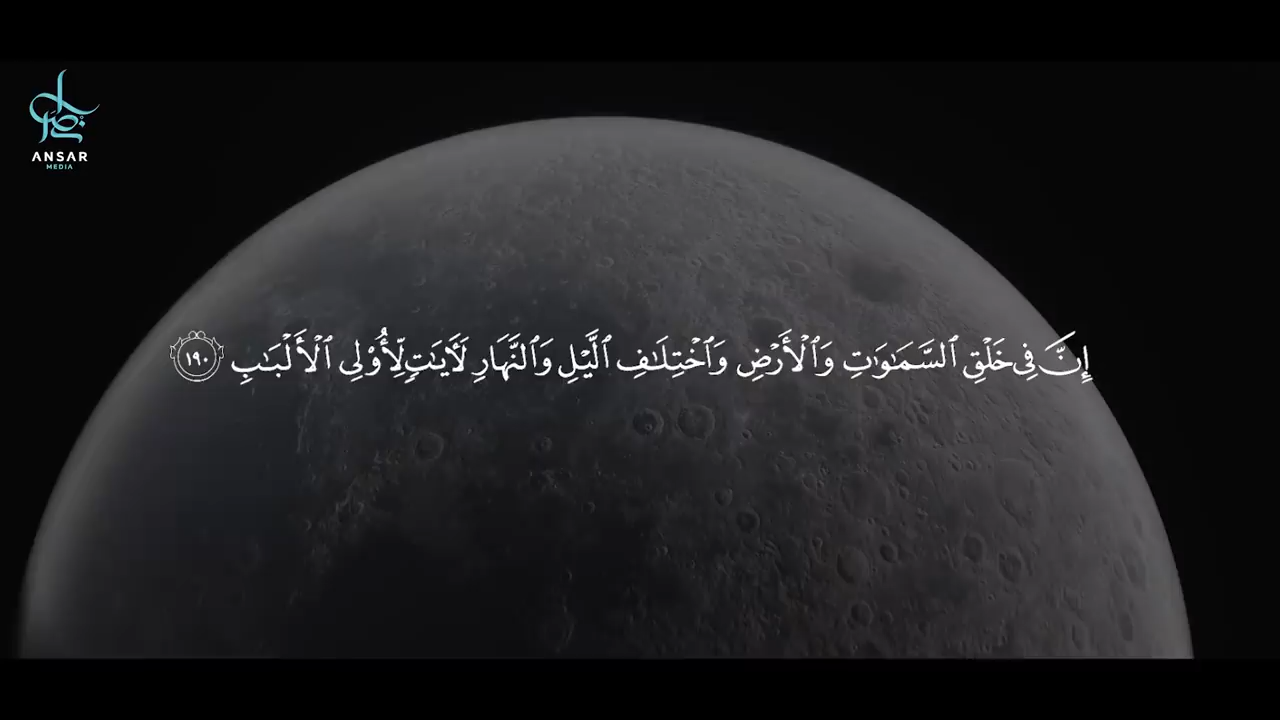 ANSAR
MEDIA
إِنَّ فِى خَلْقِ ٱلسَّمَٰوَٰتِ وَٱلْأَرْضِ وَٱخْتِلَٰفِ ٱلَّيْلِ وَٱلنَّهَارِ لَءَايَٰتٍ لِّأُو۟لِى ٱلْأَلْبَٰبِ ١٩٠